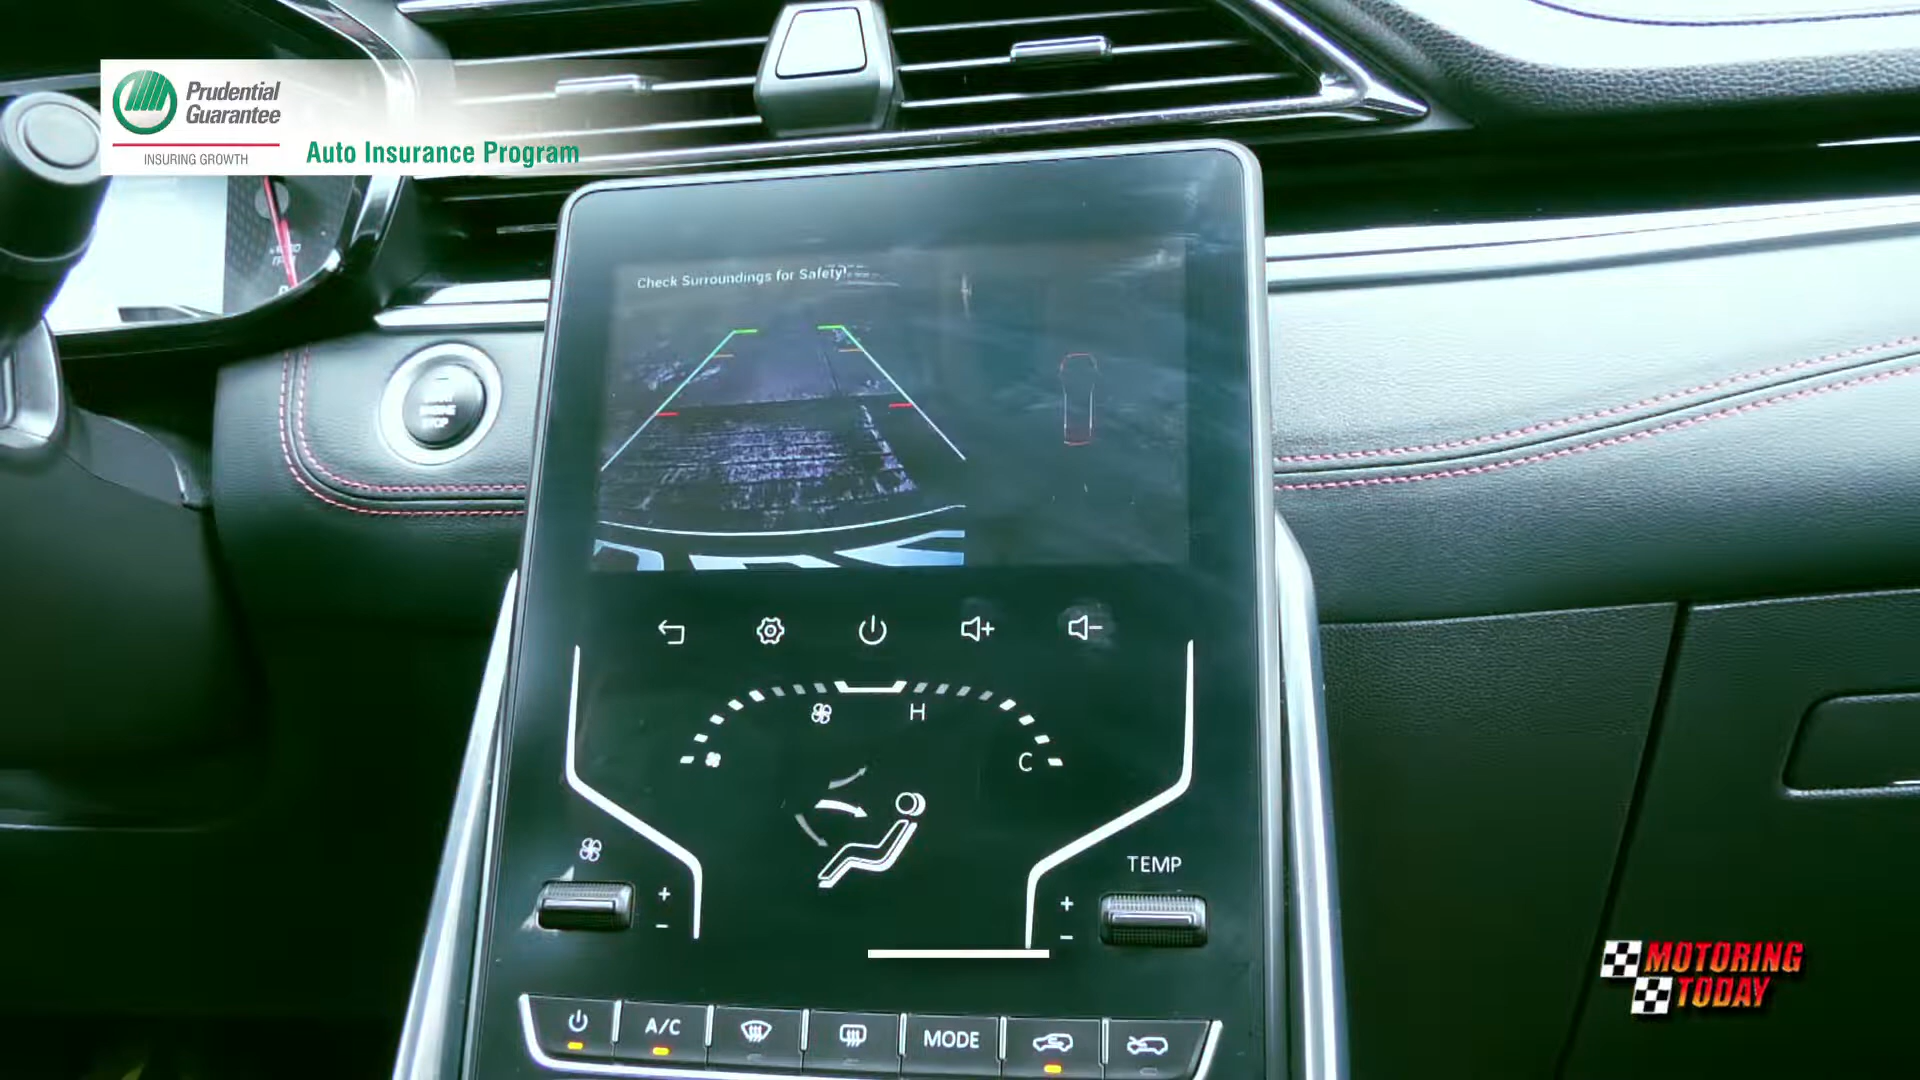 Prudential
Guarantee
INSURING GROWTH
Auto Insurance Program
Check Surroundings for Safety!
H
C
TEMP
+
-
+
-
A/C
MODE
MOTORING
TODAY